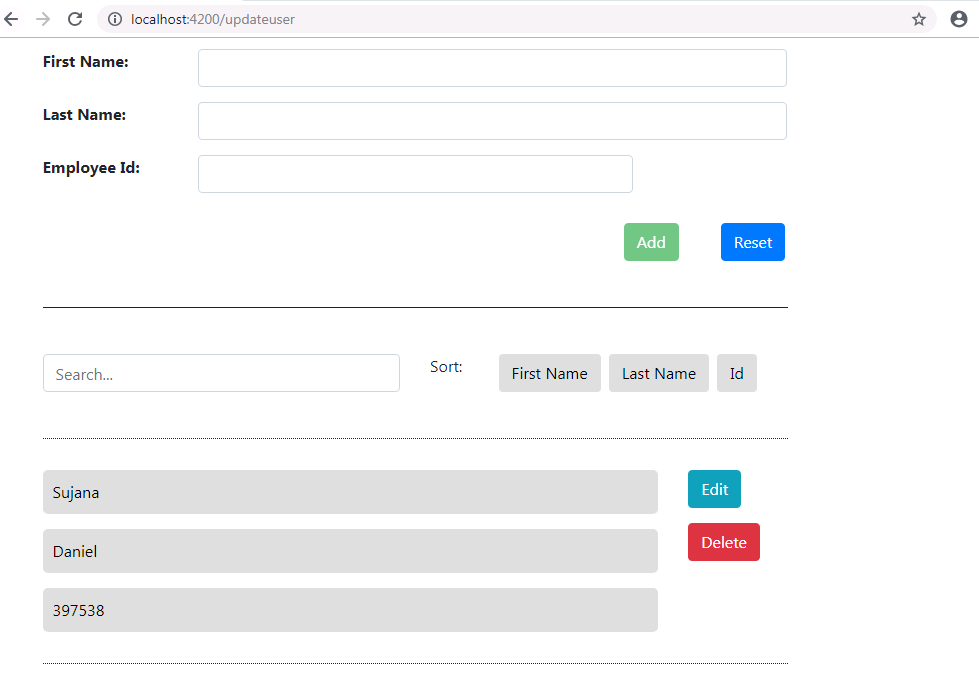 localhost:4200/updateuser
First Name:
Last Name:
Employee Id:
Add Reset
Search... Sort: First Name Last Name Id
Sujana Edit
Daniel Delete
397538